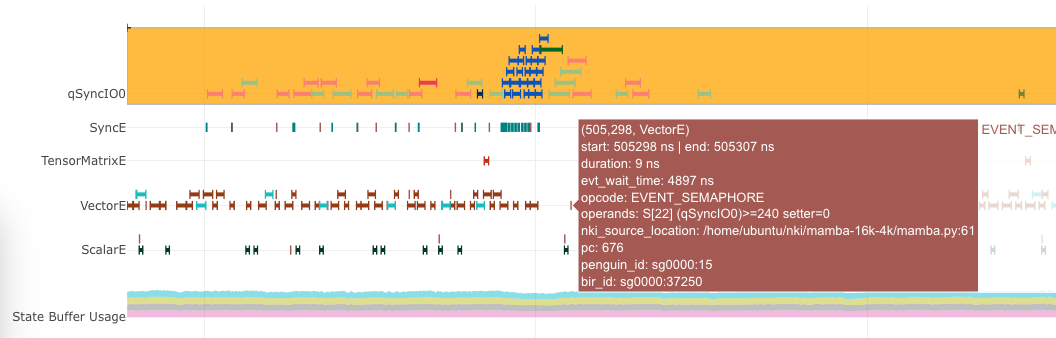 qSyncIO0
SyncE
TensorMatrixE
VectorE
ScalarE
State Buffer Usage
(505,298, VectorE)
start: 505298 ns | end: 505307 ns
duration: 9 ns
evt_wait_time: 4897 ns
opcode: EVENT_SEMAPHORE
operands: S[22] (qSyncIO0)>=240 setter=0
nki_source_location: /home/ubuntu/nki/mamba-16k-4k/mamba.py:61
pc: 676
penguin_id: sg0000:15
bir_id: sg0000:37250
EVENT_SEM